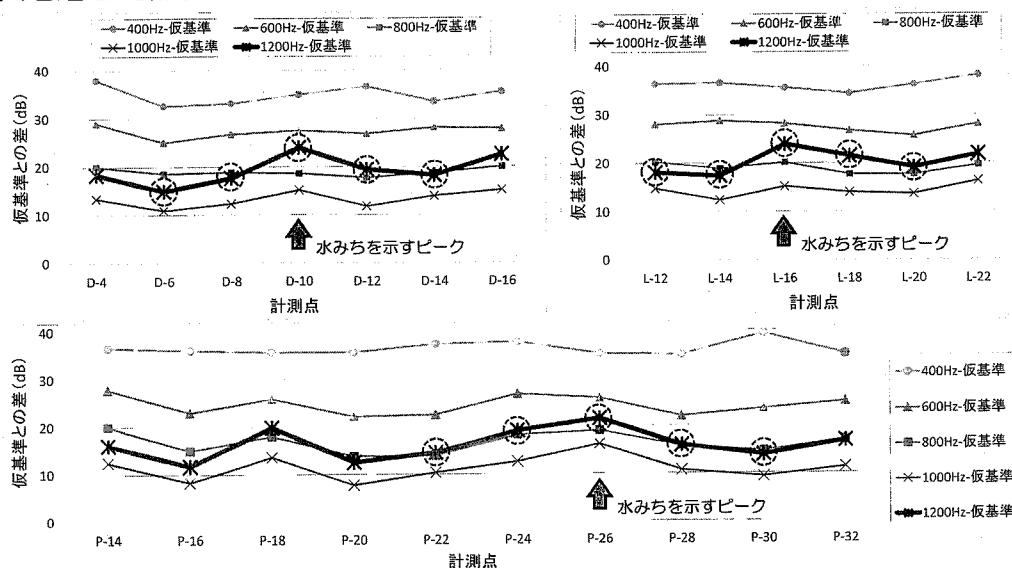 400Hz-仮基準 600Hz-仮基準 800Hz-仮基準
1000Hz-仮基準 1200Hz-仮基準
仮基準との差(dB)
40
30
20
10
0
D-4 D-6 D-8 D-10 D-12 D-14 D-16
計測点
水みちを示すピーク
400Hz-仮基準 600Hz-仮基準 800Hz-仮基準
1000Hz-仮基準 1200Hz-仮基準
仮基準との差(dB)
40
30
20
10
0
L-12 L-14 L-16 L-18 L-20 L-22
計測点
水みちを示すピーク
仮基準との差(dB)
40
30
20
10
0
P-14 P-16 P-18 P-20 P-22 P-24 P-26 P-28 P-30 P-32
計測点
水みちを示すピーク
400Hz-仮基準
600Hz-仮基準
800Hz-仮基準
1000Hz-仮基準
1200Hz-仮基準